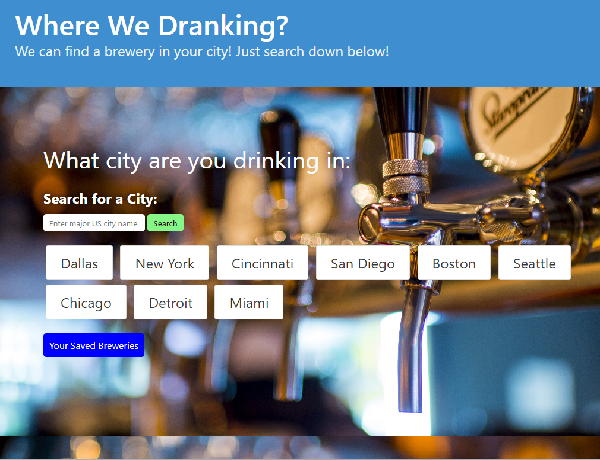 Where We Dranking?
We can find a brewery in your city! Just search down below!
What city are you drinking in:
Search for a City:
Enter major US city name Search
Dallas New York Cincinnati San Diego Boston Seattle
Chicago Detroit Miami
Your Saved Breweries